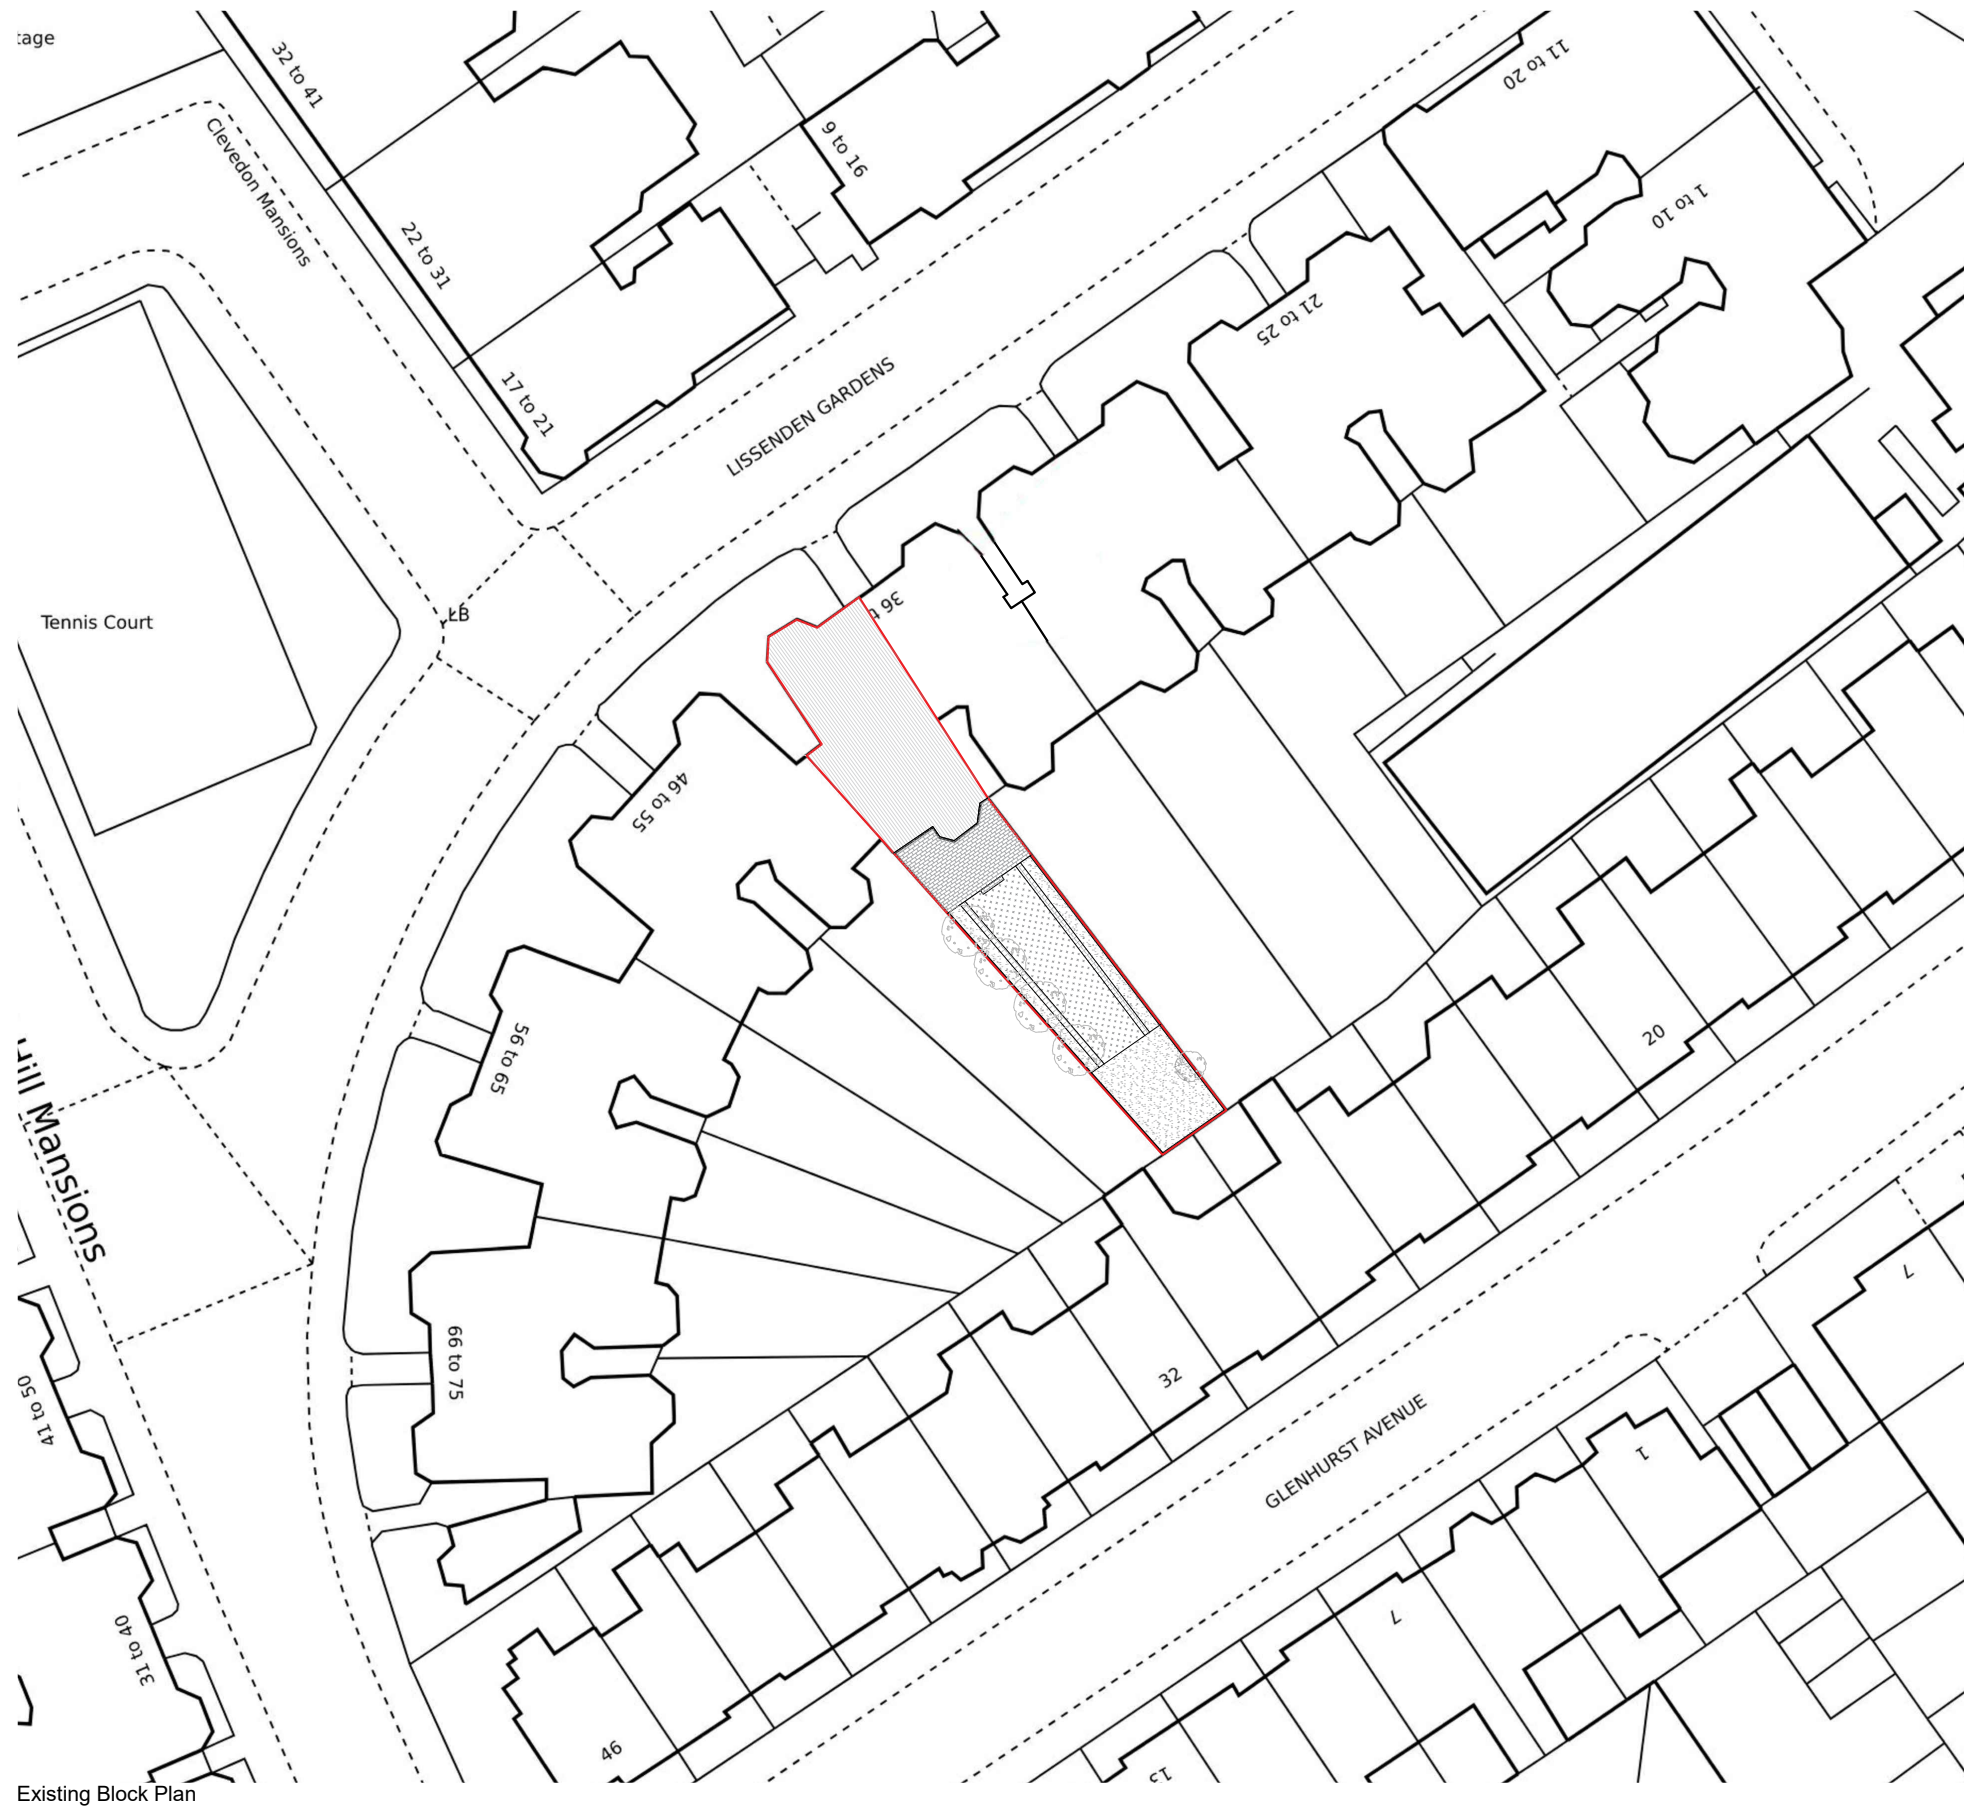 tage
32 to 41
Clevedon Mansions
22 to 31
17 to 21
9 to 16
11 to 20
1 to 10
21 to 25
LISSENDEN GARDENS
Tennis Court
36
46 to 55
56 to 65
66 to 75
Mansions
41 to 50
31 to 40
20
32
GLENHURST AVENUE
46
7
1
7
13
Existing Block Plan